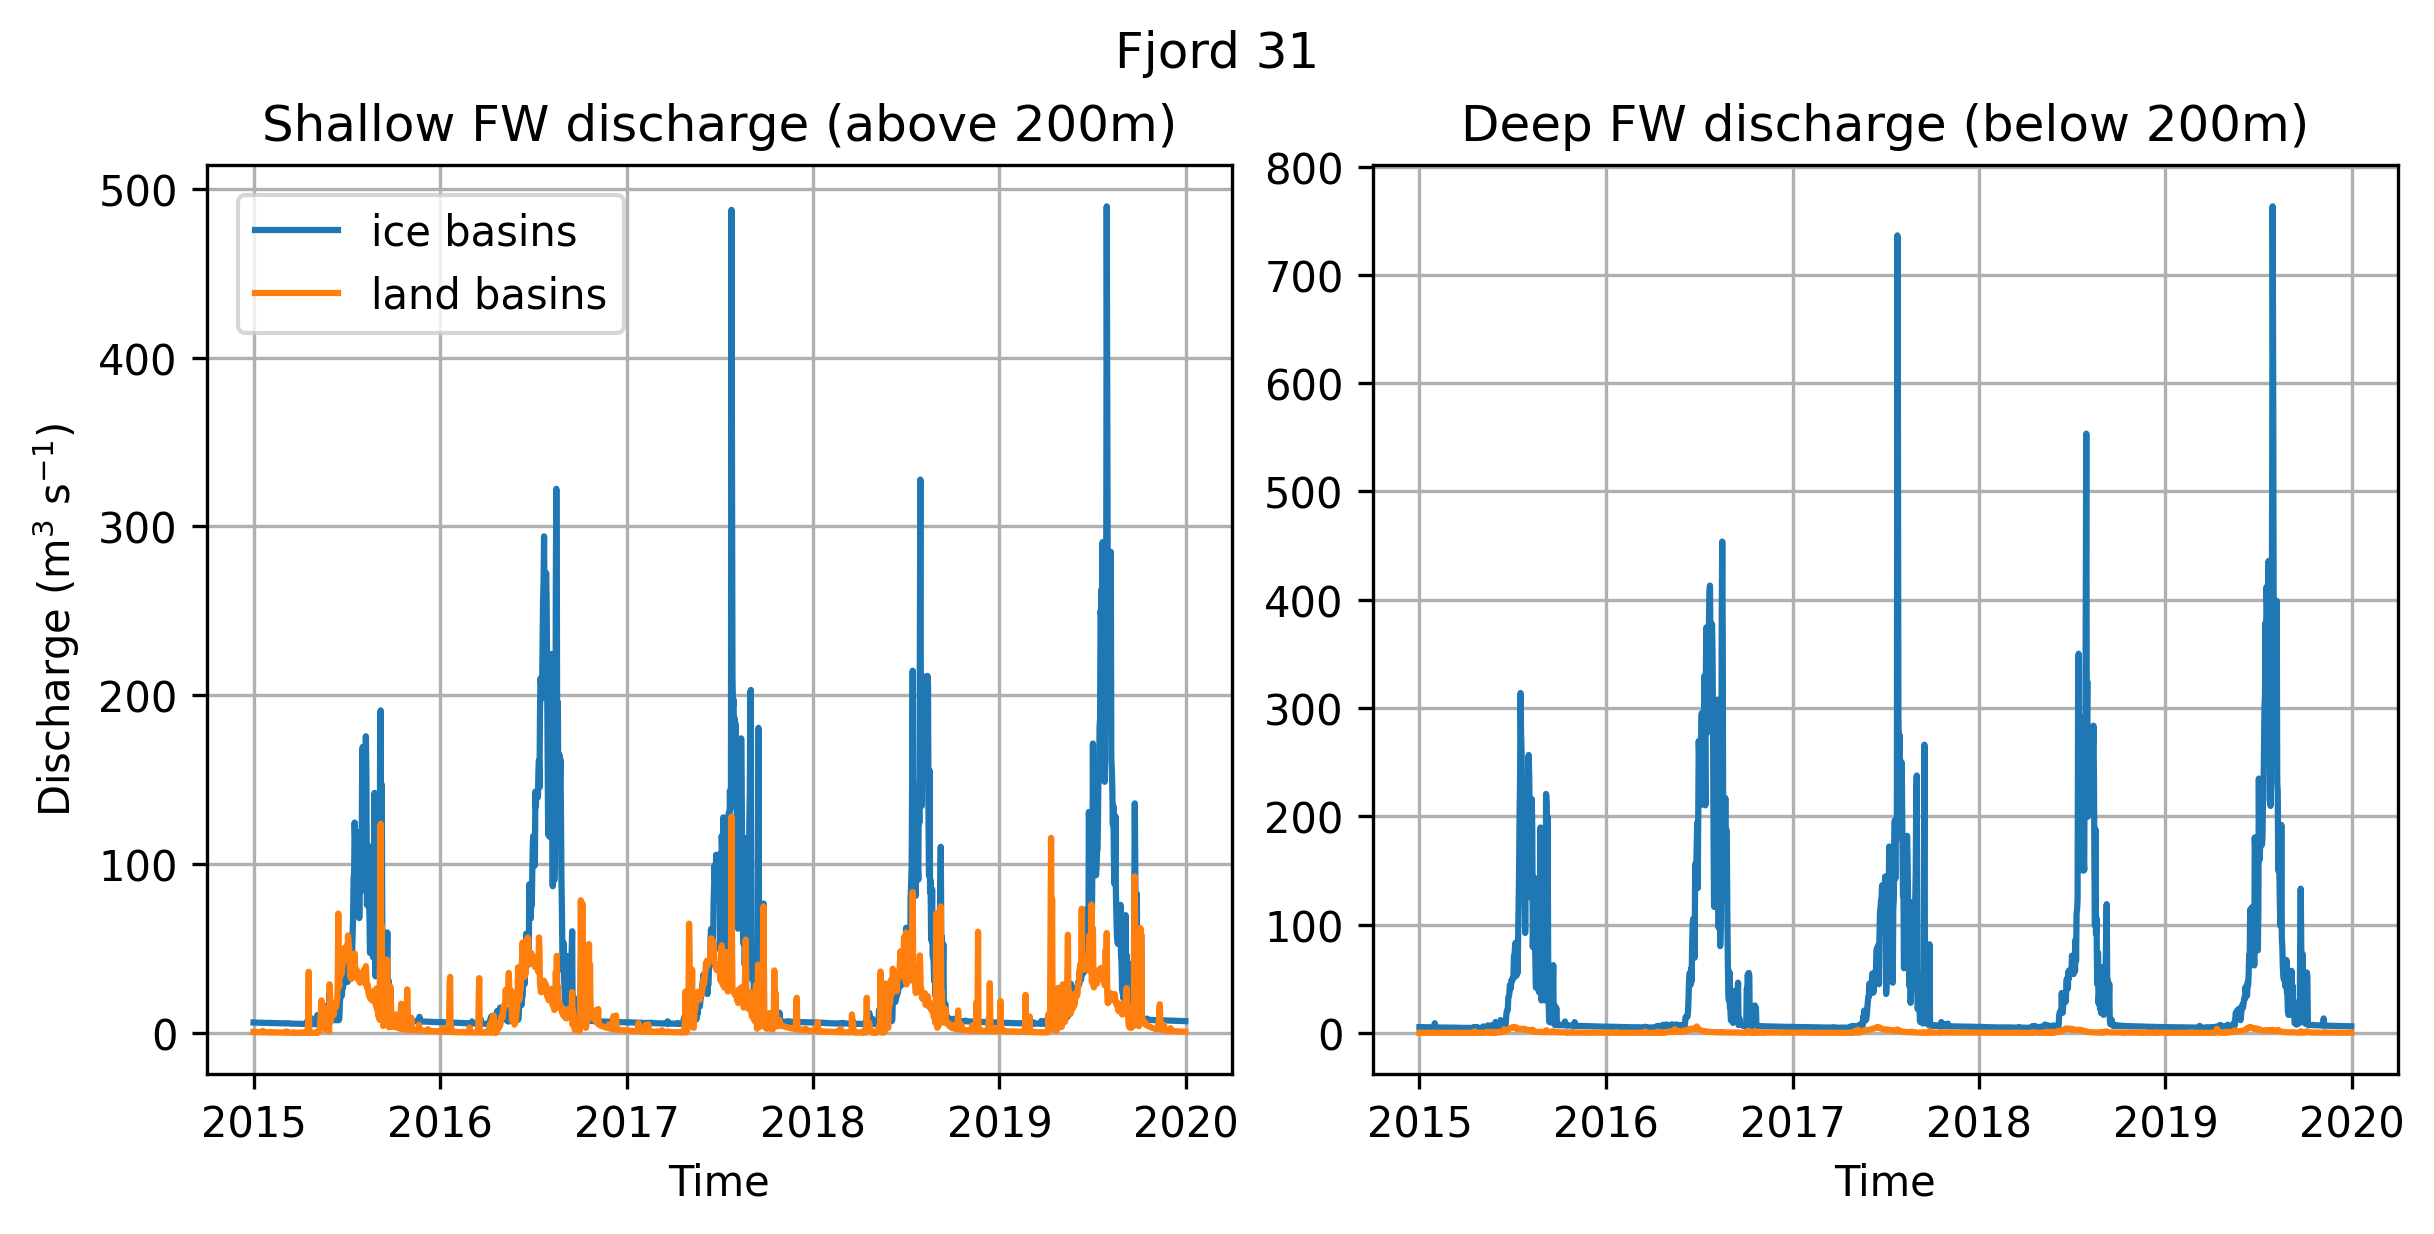 Fjord 31
Shallow FW discharge (above 200m)
500
400
300
200
100
0
Discharge (m³ s⁻¹)
ice basins
land basins
2015 2016 2017 2018 2019 2020
Time
Deep FW discharge (below 200m)
800
700
600
500
400
300
200
100
0
2015 2016 2017 2018 2019 2020
Time